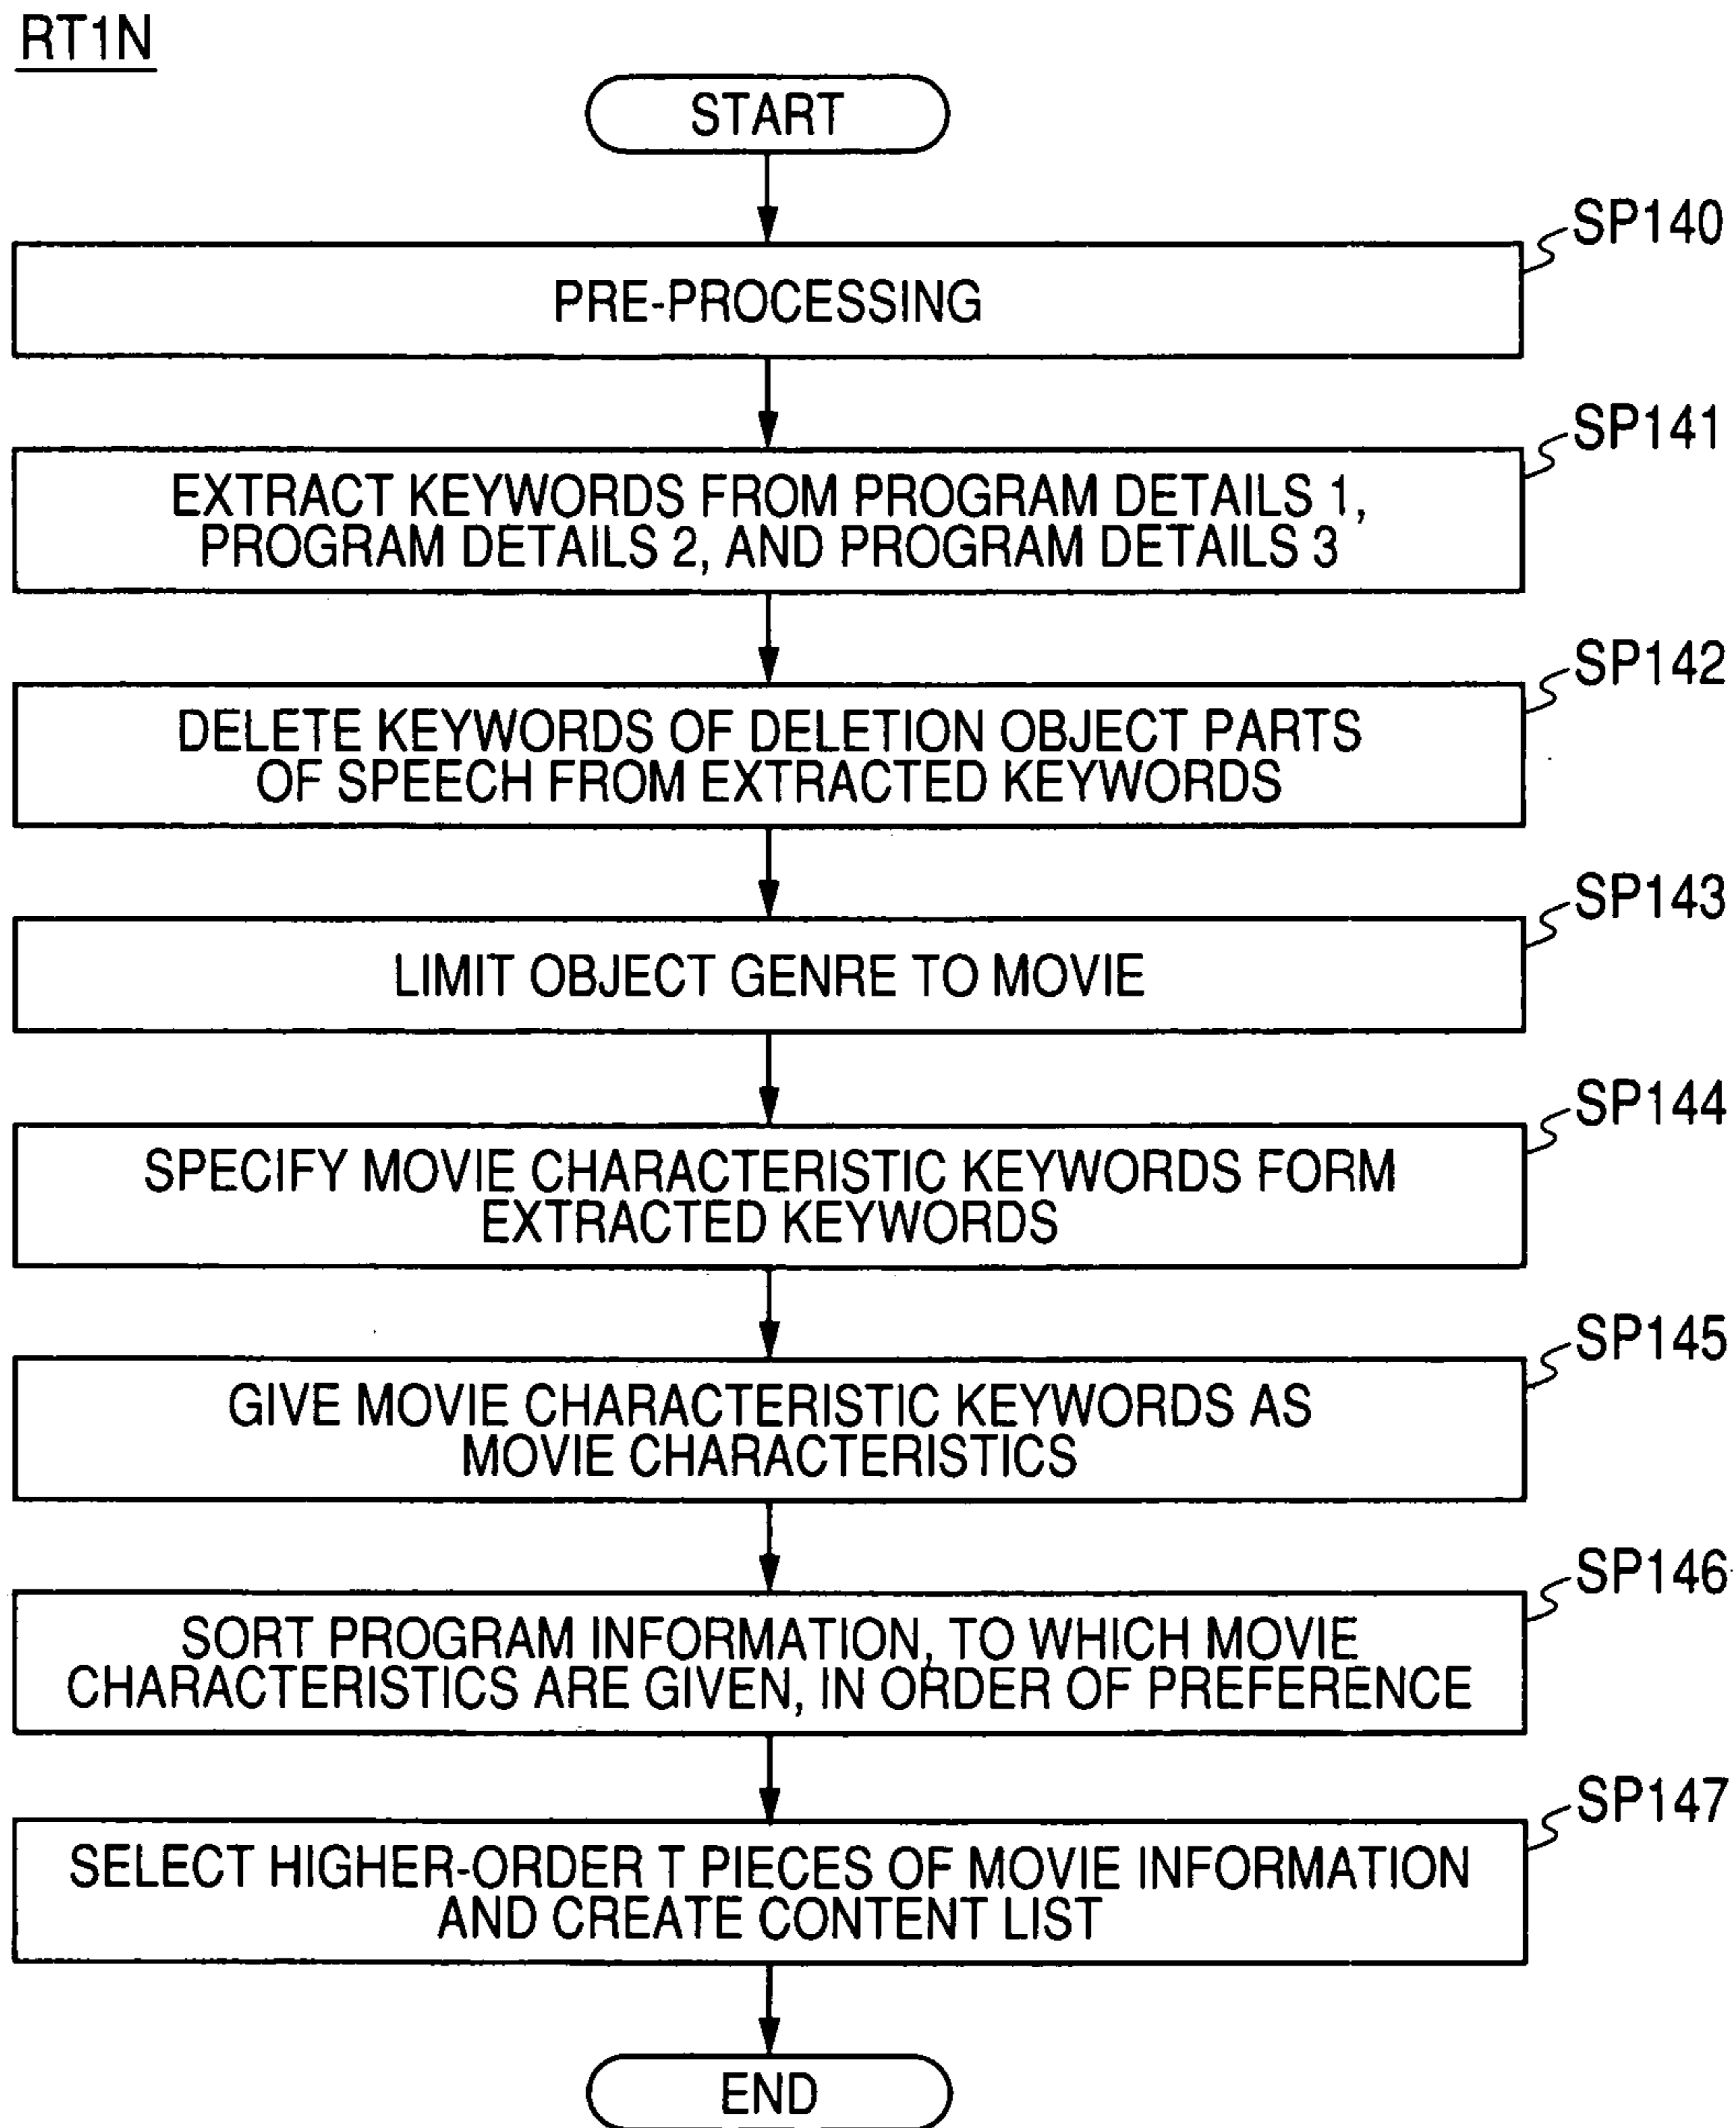 RT1N
START
SP140
PRE-PROCESSING
SP141
EXTRACT KEYWORDS FROM PROGRAM DETAILS 1,
PROGRAM DETAILS 2, AND PROGRAM DETAILS 3
SP142
DELETE KEYWORDS OF DELETION OBJECT PARTS
OF SPEECH FROM EXTRACTED KEYWORDS
SP143
LIMIT OBJECT GENRE TO MOVIE
SP144
SPECIFY MOVIE CHARACTERISTIC KEYWORDS FORM
EXTRACTED KEYWORDS
SP145
GIVE MOVIE CHARACTERISTIC KEYWORDS AS
MOVIE CHARACTERISTICS
SP146
SORT PROGRAM INFORMATION, TO WHICH MOVIE
CHARACTERISTICS ARE GIVEN, IN ORDER OF PREFERENCE
SP147
SELECT HIGHER-ORDER T PIECES OF MOVIE INFORMATION
AND CREATE CONTENT LIST
END